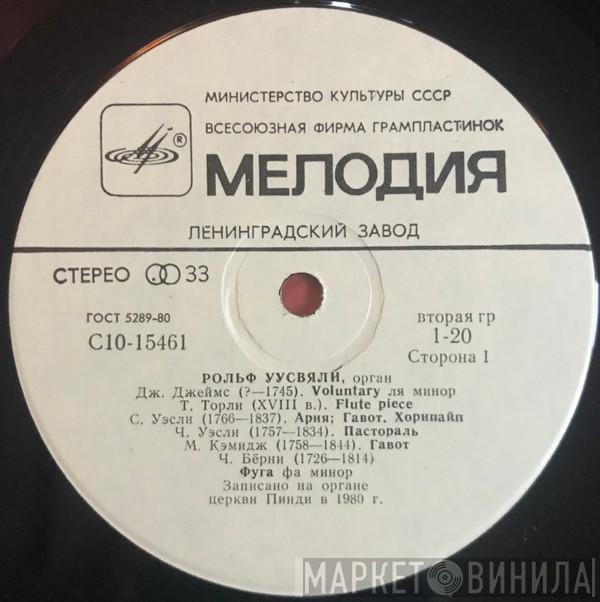 МИНИСТЕРСТВО КУЛЬТУРЫ СССР
ВСЕСОЮЗНАЯ ФИРМА ГРАМПЛАСТИНОК
®
МЕЛОДИЯ
ЛЕНИНГРАДСКИЙ ЗАВОД
СТЕРЕО 33
ГОСТ 5289-80
С10-15461
вторая гр
1-20
Сторона 1
РОЛЬФ УУСВЯЛИ, орган
Дж. Джеймс (?—1745). Voluntary ля минор
Т. Торли (XVIII в.). Flute piece
С. Уэсли (1766—1837). Ария; Гавот. Хорнпайп
Ч. Уэсли (1757—1834). Пастораль
М. Кэмидж (1758—1844). Гавот
Ч. Бёрни (1726—1814)
Фуга фа минор
Записано на органе
церкви Пинди в 1980 г.
МАРКЕТ ВИНИЛА